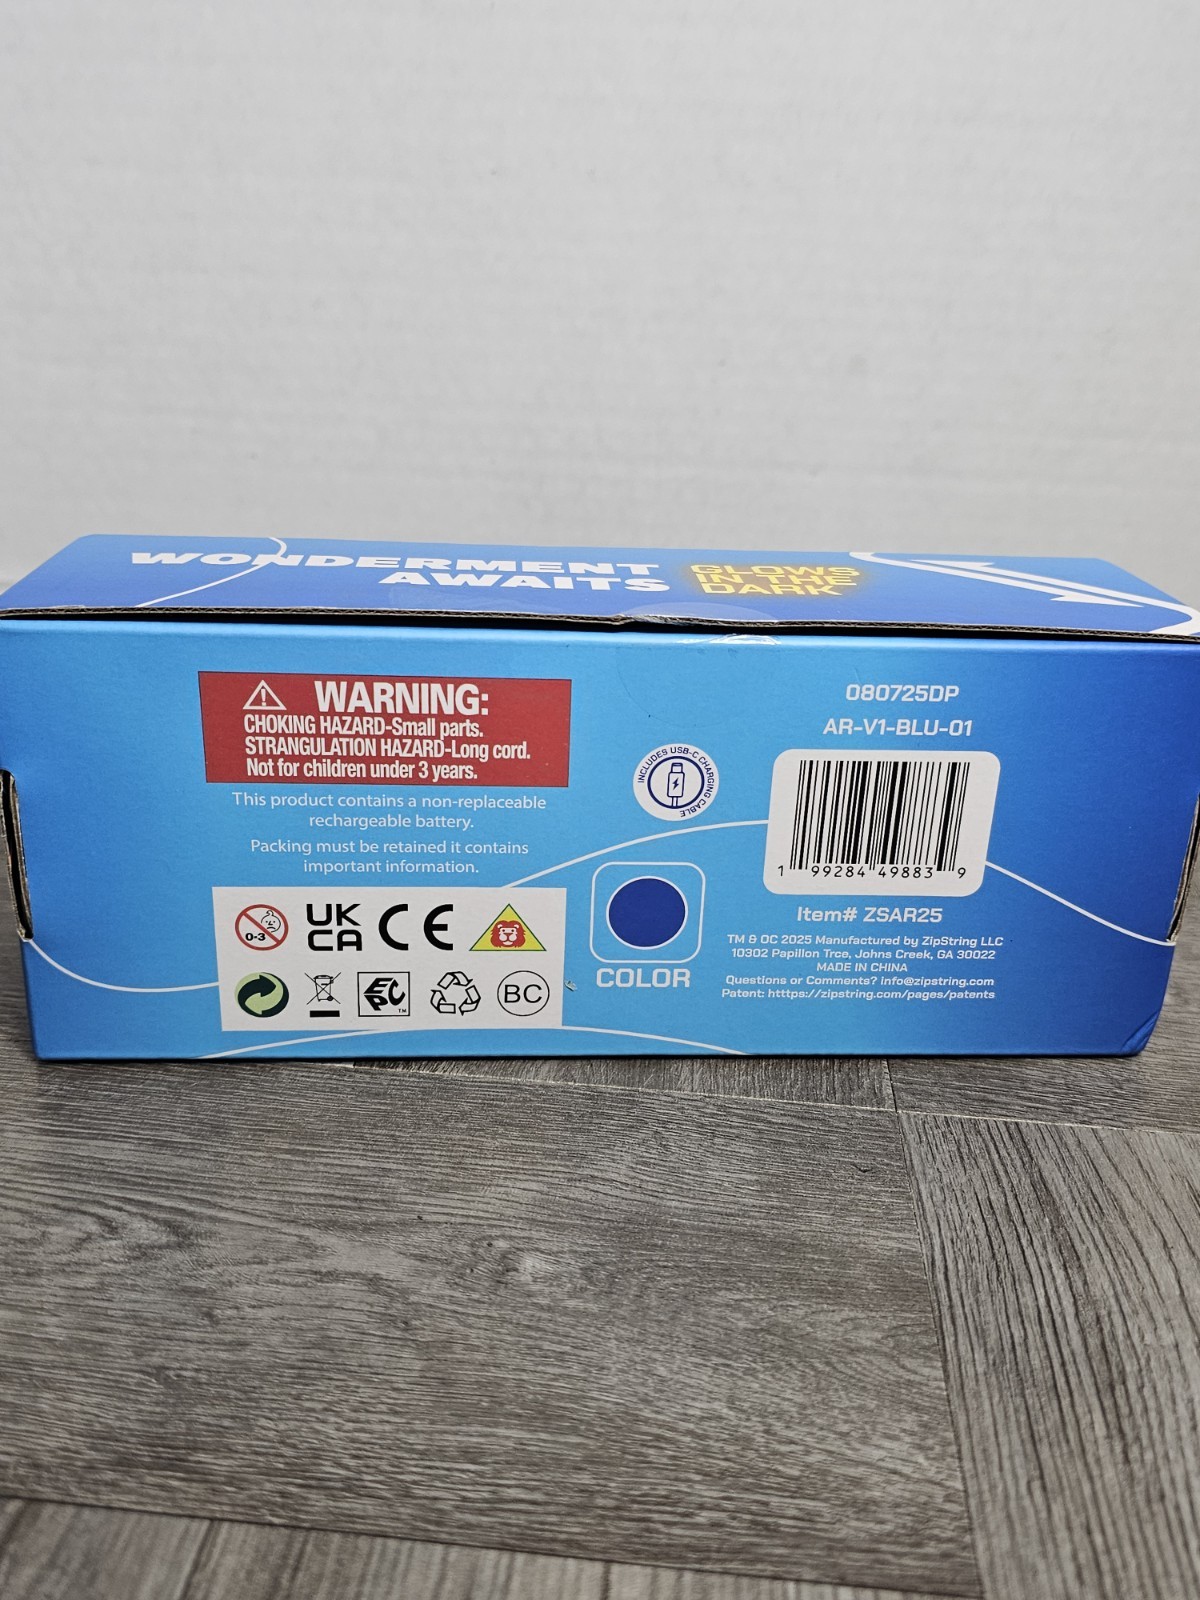 WONDERMENT
AWAITS
GLOWS
IN THE
DARK
WARNING:
CHOKING HAZARD-Small parts.
STRANGULATION HAZARD-Long cord.
Not for children under 3 years.
This product contains a non-replaceable
rechargeable battery.
Packing must be retained it contains
important information.
0-3
UK
CA
CE
EPC
TM
BC
INCLUDES USB-C CHARGING CABLE
COLOR
080725DP
AR-V1-BLU-01
1 99284 49883 9
Item# ZSAR25
TM & OC 2025 Manufactured by ZipString LLC
10302 Papillon Trce, Johns Creek, GA 30022
MADE IN CHINA
Questions or Comments? info@zipstring.com
Patent: htttps://zipstring.com/pages/patents